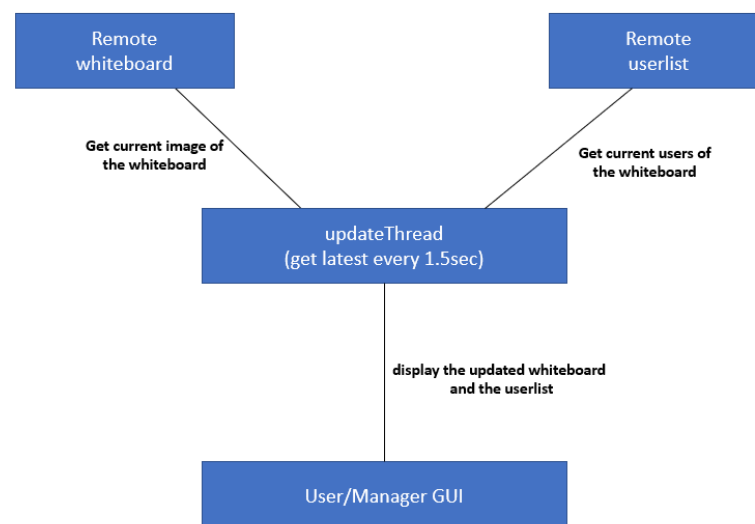 Remote
whiteboard
Remote
userlist
Get current image of
the whiteboard
Get current users of
the whiteboard
updateThread
(get latest every 1.5sec)
display the updated whiteboard
and the userlist
User/Manager GUI